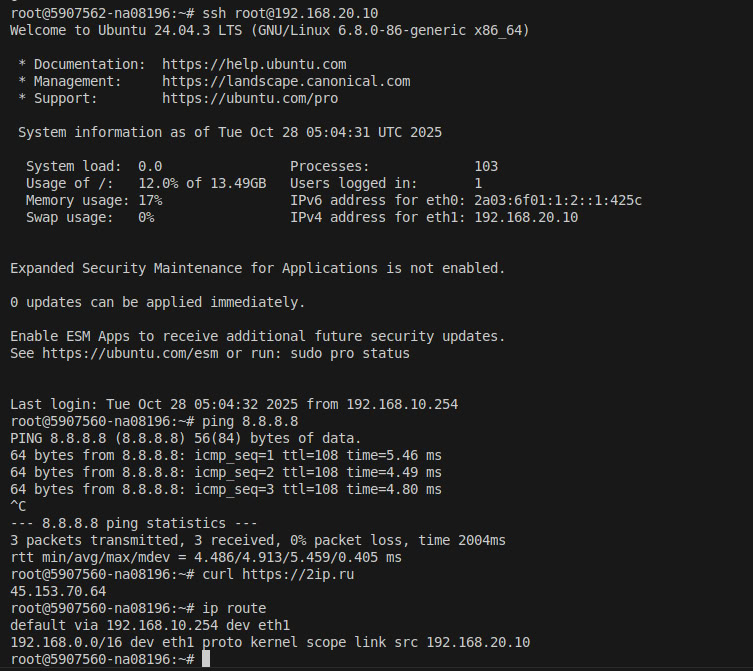 root@5907562-na08196:~# ssh root@192.168.20.10
Welcome to Ubuntu 24.04.3 LTS (GNU/Linux 6.8.0-86-generic x86_64)

 * Documentation:  https://help.ubuntu.com
 * Management:     https://landscape.canonical.com
 * Support:        https://ubuntu.com/pro

 System information as of Tue Oct 28 05:04:31 UTC 2025

  System load:  0.0                Processes:             103
  Usage of /:   12.0% of 13.49GB   Users logged in:       1
  Memory usage: 17%                IPv6 address for eth0: 2a03:6f01:1:2::1:425c
  Swap usage:   0%                 IPv4 address for eth1: 192.168.20.10


Expanded Security Maintenance for Applications is not enabled.

0 updates can be applied immediately.

Enable ESM Apps to receive additional future security updates.
See https://ubuntu.com/esm or run: sudo pro status


Last login: Tue Oct 28 05:04:32 2025 from 192.168.10.254
root@5907560-na08196:~# ping 8.8.8.8
PING 8.8.8.8 (8.8.8.8) 56(84) bytes of data.
64 bytes from 8.8.8.8: icmp_seq=1 ttl=108 time=5.46 ms
64 bytes from 8.8.8.8: icmp_seq=2 ttl=108 time=4.49 ms
64 bytes from 8.8.8.8: icmp_seq=3 ttl=108 time=4.80 ms
^C
--- 8.8.8.8 ping statistics ---
3 packets transmitted, 3 received, 0% packet loss, time 2004ms
rtt min/avg/max/mdev = 4.486/4.913/5.459/0.405 ms
root@5907560-na08196:~# curl https://2ip.ru
45.153.70.64
root@5907560-na08196:~# ip route
default via 192.168.10.254 dev eth1
192.168.0.0/16 dev eth1 proto kernel scope link src 192.168.20.10
root@5907560-na08196:~#